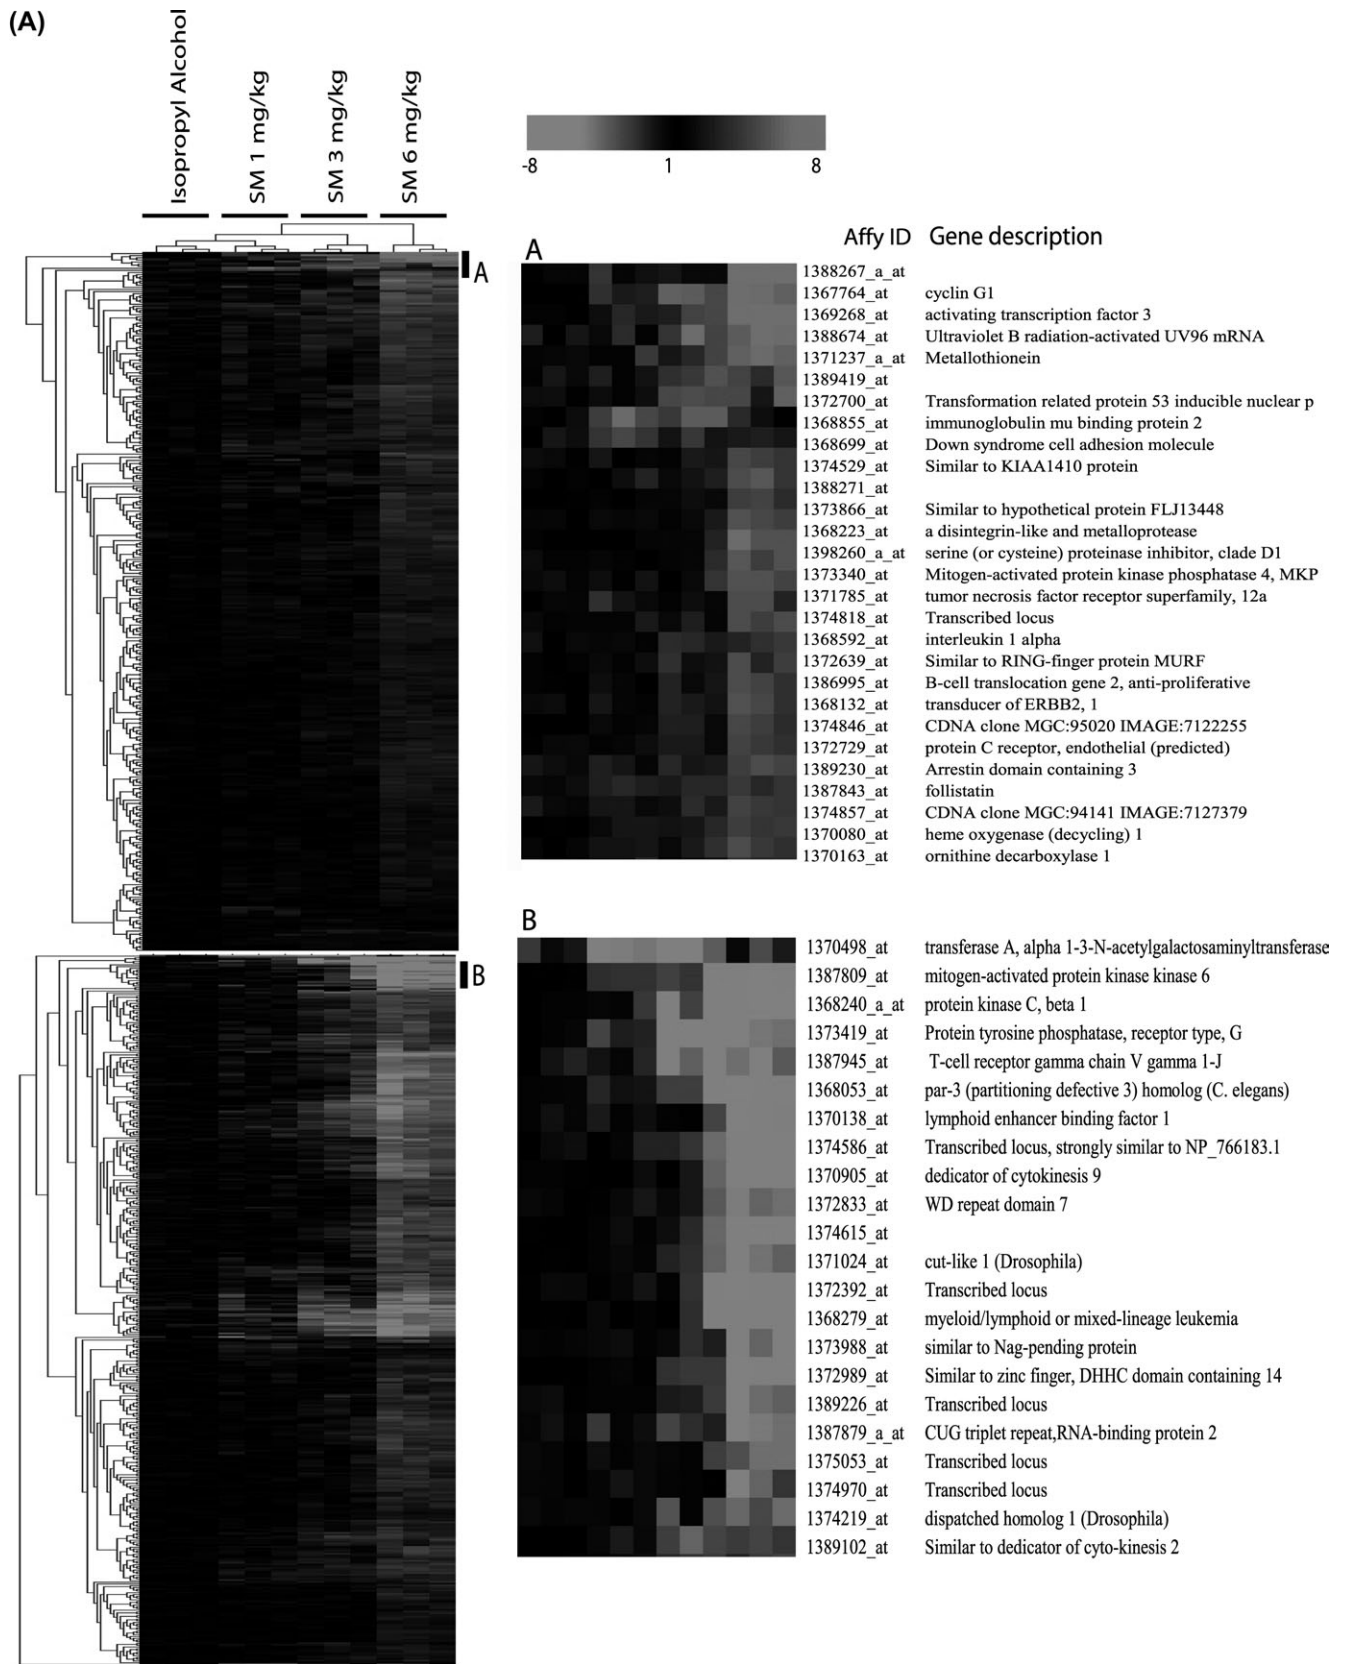 (A)
Isopropyl Alcohol
SM 1 mg/kg
SM 3 mg/kg
SM 6 mg/kg
-8 1 8
A
B
A
Affy ID Gene description
1388267_a_at
1367764_at cyclin G1
1369268_at activating transcription factor 3
1388674_at Ultraviolet B radiation-activated UV96 mRNA
1371237_a_at Metallothionein
1389419_at
1372700_at Transformation related protein 53 inducible nuclear p
1368855_at immunoglobulin mu binding protein 2
1368699_at Down syndrome cell adhesion molecule
1374529_at Similar to KIAA1410 protein
1388271_at
1373866_at Similar to hypothetical protein FLJ13448
1368223_at a disintegrin-like and metalloprotease
1398260_a_at serine (or cysteine) proteinase inhibitor, clade D1
1373340_at Mitogen-activated protein kinase phosphatase 4, MKP
1371785_at tumor necrosis factor receptor superfamily, 12a
1374818_at Transcribed locus
1368592_at interleukin 1 alpha
1372639_at Similar to RING-finger protein MURF
1386995_at B-cell translocation gene 2, anti-proliferative
1368132_at transducer of ERBB2, 1
1374846_at CDNA clone MGC:95020 IMAGE:7122255
1372729_at protein C receptor, endothelial (predicted)
1389230_at Arrestin domain containing 3
1387843_at follistatin
1374857_at CDNA clone MGC:94141 IMAGE:7127379
1370080_at heme oxygenase (decycling) 1
1370163_at ornithine decarboxylase 1
B
1370498_at transferase A, alpha 1-3-N-acetylgalactosaminyltransferase
1387809_at mitogen-activated protein kinase kinase 6
1368240_a_at protein kinase C, beta 1
1373419_at Protein tyrosine phosphatase, receptor type, G
1387945_at T-cell receptor gamma chain V gamma 1-J
1368053_at par-3 (partitioning defective 3) homolog (C. elegans)
1370138_at lymphoid enhancer binding factor 1
1374586_at Transcribed locus, strongly similar to NP_766183.1
1370905_at dedicator of cytokinesis 9
1372833_at WD repeat domain 7
1374615_at
1371024_at cut-like 1 (Drosophila)
1372392_at Transcribed locus
1368279_at myeloid/lymphoid or mixed-lineage leukemia
1373988_at similar to Nag-pending protein
1372989_at Similar to zinc finger, DHHC domain containing 14
1389226_at Transcribed locus
1387879_a_at CUG triplet repeat,RNA-binding protein 2
1375053_at Transcribed locus
1374970_at Transcribed locus
1374219_at dispatched homolog 1 (Drosophila)
1389102_at Similar to dedicator of cyto-kinesis 2